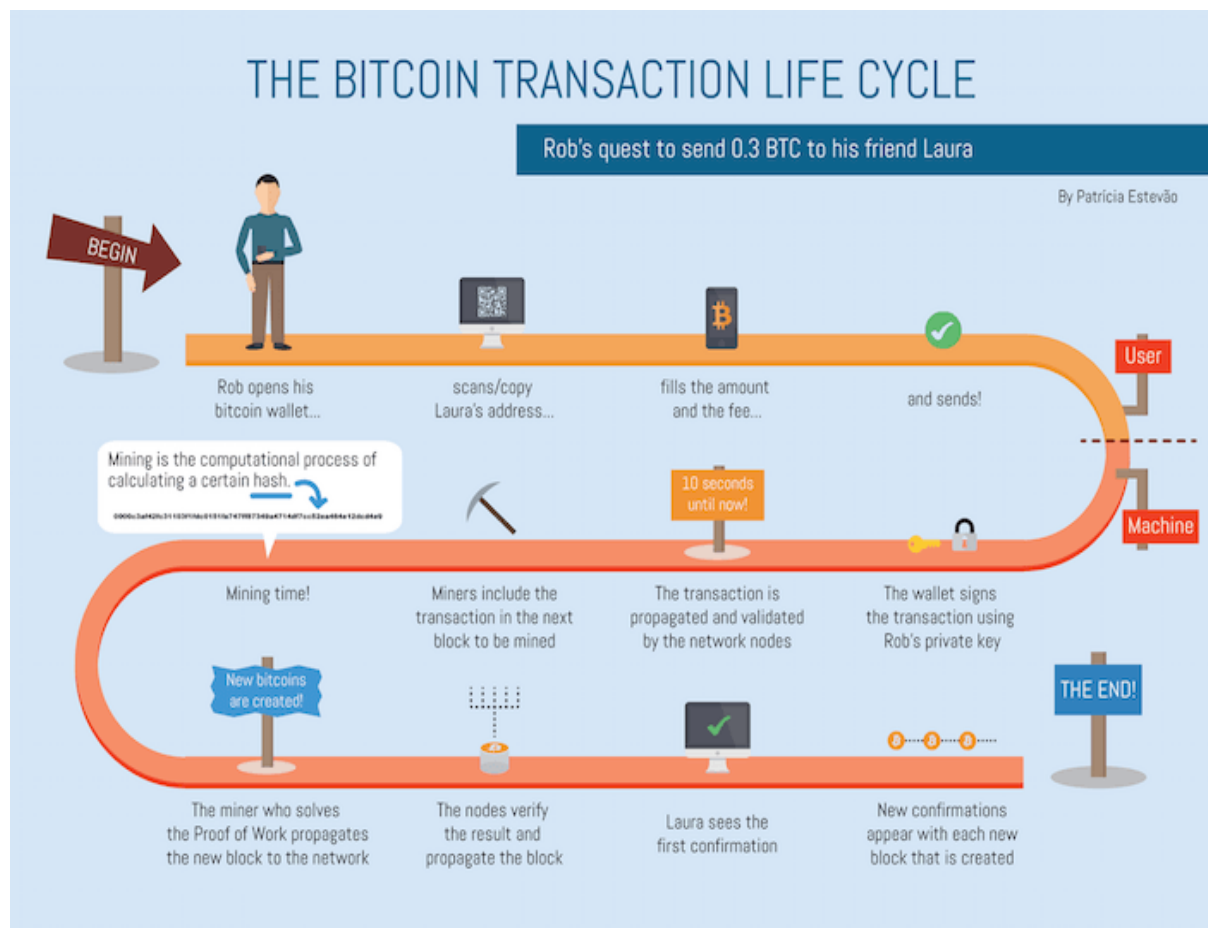 THE BITCOIN TRANSACTION LIFE CYCLE
Rob's quest to send 0.3 BTC to his friend Laura
By Patrícia Estevão
BEGIN
Rob opens his
bitcoin wallet...
scans/copy
Laura's address...
fills the amount
and the fee...
and sends!
User
Machine
The wallet signs
the transaction using
Rob's private key
10 seconds
until now!
The transaction is
propagated and validated
by the network nodes
Miners include the
transaction in the next
block to be mined
Mining is the computational process of
calculating a certain hash.
Mining time!
New bitcoins
are created!
The miner who solves
the Proof of Work propagates
the new block to the network
The nodes verify
the result and
propagate the block
Laura sees the
first confirmation
New confirmations
appear with each new
block that is created
THE END!